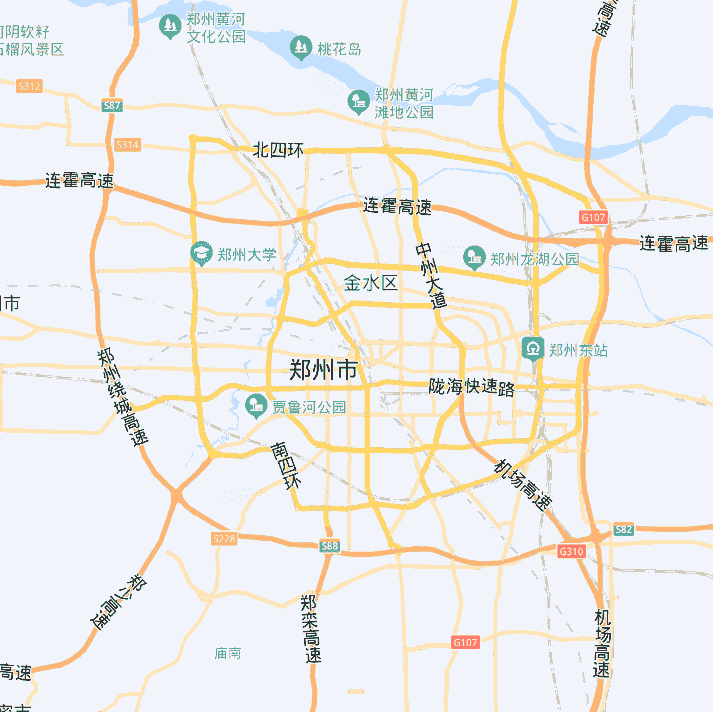 郑州黄河
文化公园
阴软籽
石榴风景区
桃花岛
S312
郑州黄河
滩地公园
S87
S314
北四环
连霍高速
连霍高速
高速
G107
连霍高速
中州大道
郑州大学
郑州龙湖公园
金水区
市
郑州东站
郑州市
陇海快速路
郑州绕城高速
贾鲁河公园
南四环
机场高速
S82
S228
S88
G310
郑少高速
郑栾高速
机场高速
G107
庙南
高速
密市